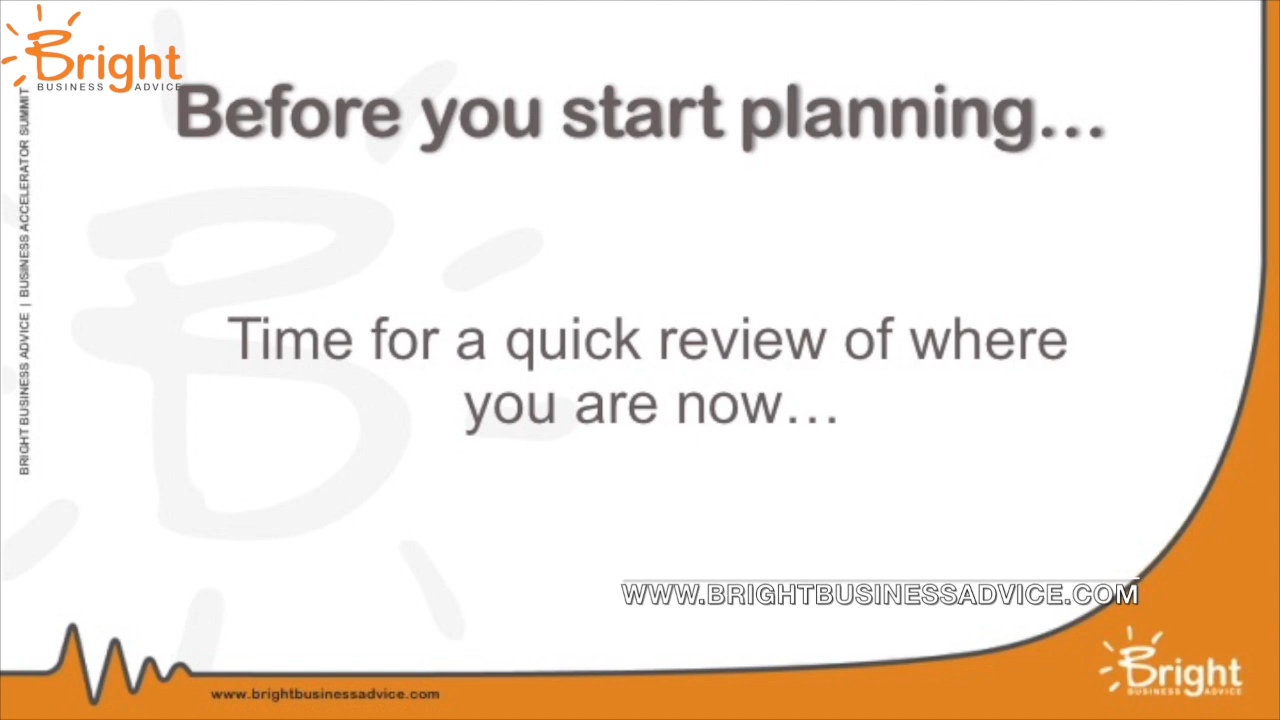 Bright
BUSINESS ADVICE
BRIGHT BUSINESS ADVICE | BUSINESS ACCELERATOR SUMMIT
Before you start planning…
Time for a quick review of where
you are now…
WWW.BRIGHTBUSINESSADVICE.COM
www.brightbusinessadvice.com
Bright
BUSINESS ADVICE